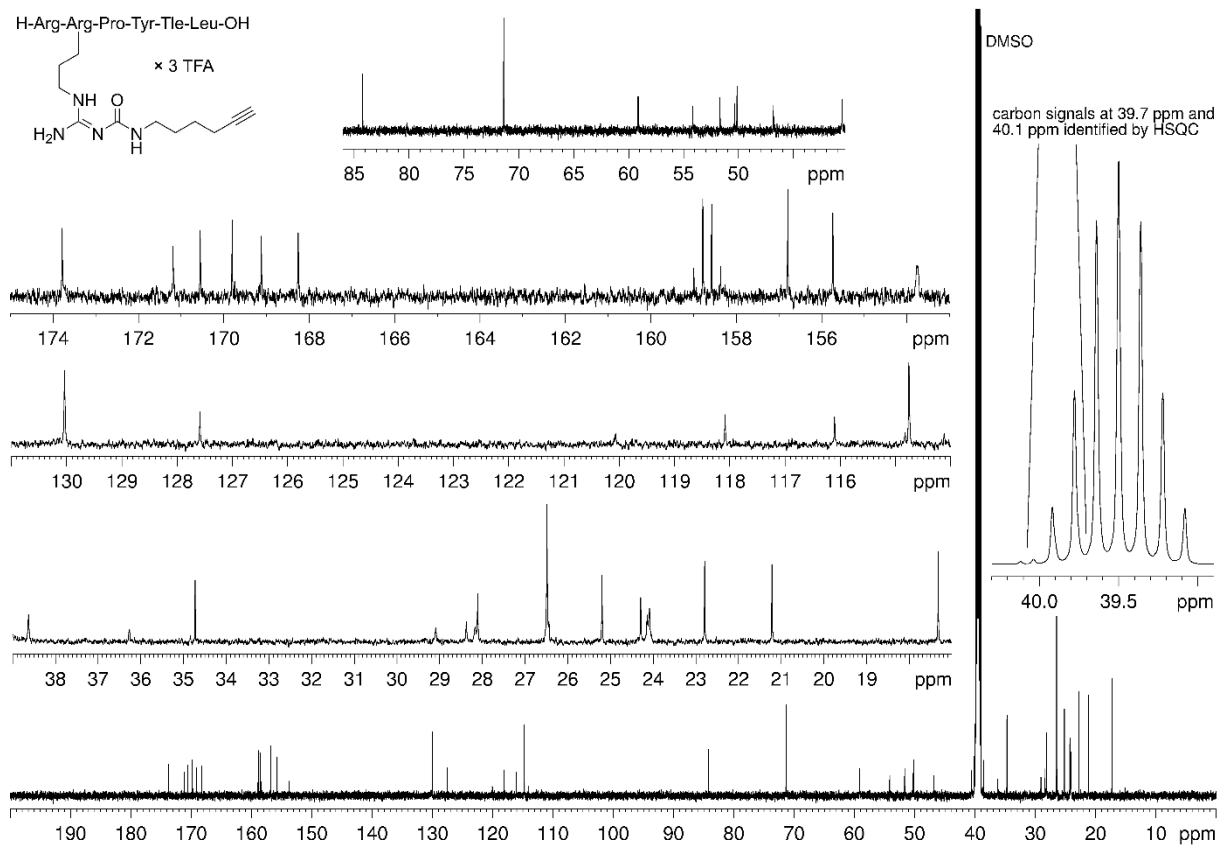 H-Arg-Arg-Pro-Tyr-Tle-Leu-OH
× 3 TFA
NH
O
H₂N
N
N
H
DMSO
carbon signals at 39.7 ppm and
40.1 ppm identified by HSQC
85 80 75 70 65 60 55 50 ppm
174 172 170 168 166 164 162 160 158 156 ppm
130 129 128 127 126 125 124 123 122 121 120 119 118 117 116 ppm
40.0 39.5 ppm
38 37 36 35 34 33 32 31 30 29 28 27 26 25 24 23 22 21 20 19 ppm
190 180 170 160 150 140 130 120 110 100 90 80 70 60 50 40 30 20 10 ppm